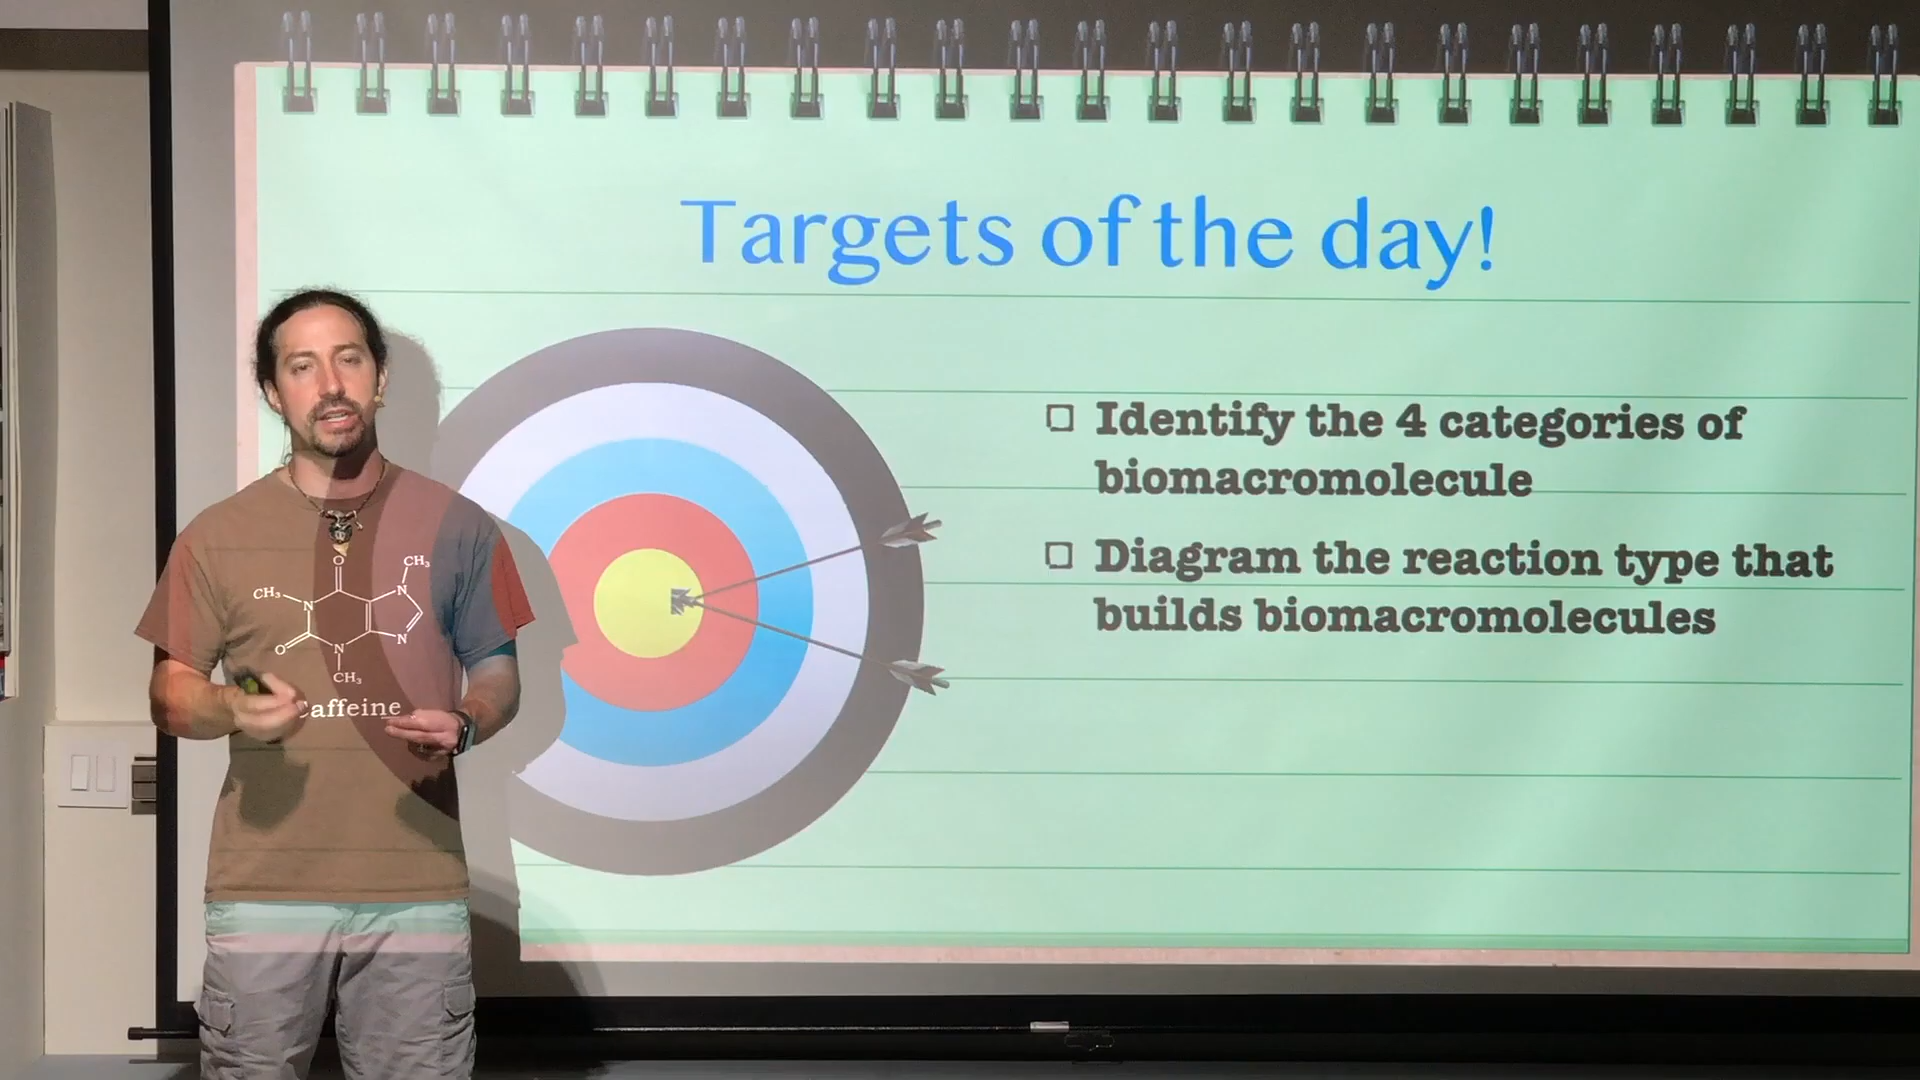 Targets of the day!
Identify the 4 categories of
biomacromolecule
Diagram the reaction type that
builds biomacromolecules
O
CH₃
CH₃
N
N
O
N
N
CH₃
Caffeine